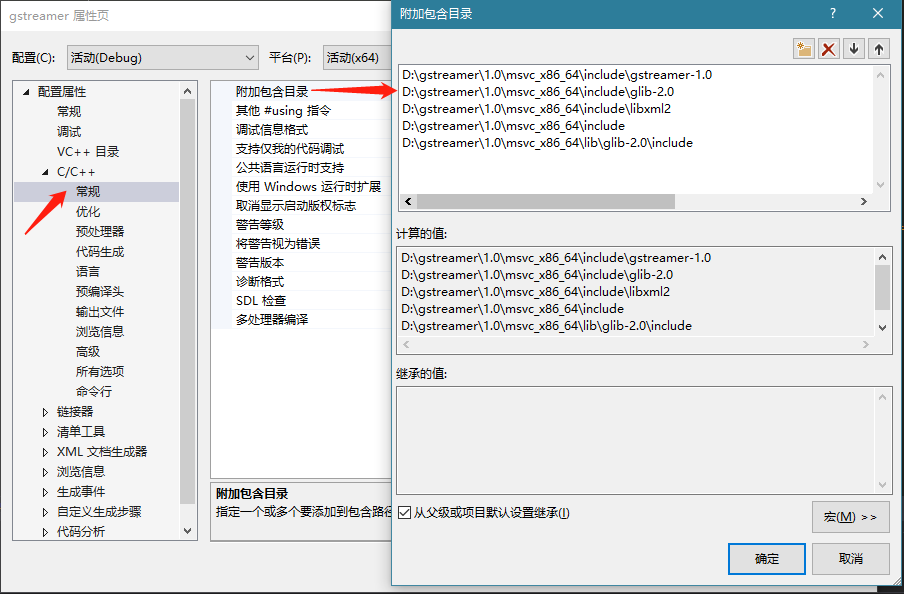 gstreamer 属性页
配置(C):
活动(Debug)
平台(P):
活动(x64)
配置属性
常规
调试
VC++ 目录
C/C++
常规
优化
预处理器
代码生成
语言
预编译头
输出文件
浏览信息
高级
所有选项
命令行
链接器
清单工具
XML 文档生成器
浏览信息
生成事件
自定义生成步骤
代码分析
附加包含目录
其他 #using 指令
调试信息格式
支持仅我的代码调试
公共语言运行时支持
使用 Windows 运行时扩展
取消显示启动版权标志
警告等级
将警告视为错误
警告版本
诊断格式
SDL 检查
多处理器编译
附加包含目录
指定一个或多个要添加到包含路径
附加包含目录
D:\gstreamer\1.0\msvc_x86_64\include\gstreamer-1.0
D:\gstreamer\1.0\msvc_x86_64\include\glib-2.0
D:\gstreamer\1.0\msvc_x86_64\include\libxml2
D:\gstreamer\1.0\msvc_x86_64\include
D:\gstreamer\1.0\msvc_x86_64\lib\glib-2.0\include
计算的值:
D:\gstreamer\1.0\msvc_x86_64\include\gstreamer-1.0
D:\gstreamer\1.0\msvc_x86_64\include\glib-2.0
D:\gstreamer\1.0\msvc_x86_64\include\libxml2
D:\gstreamer\1.0\msvc_x86_64\include
D:\gstreamer\1.0\msvc_x86_64\lib\glib-2.0\include
继承的值:
从父级或项目默认设置继承(I)
宏(M) >>
确定
取消